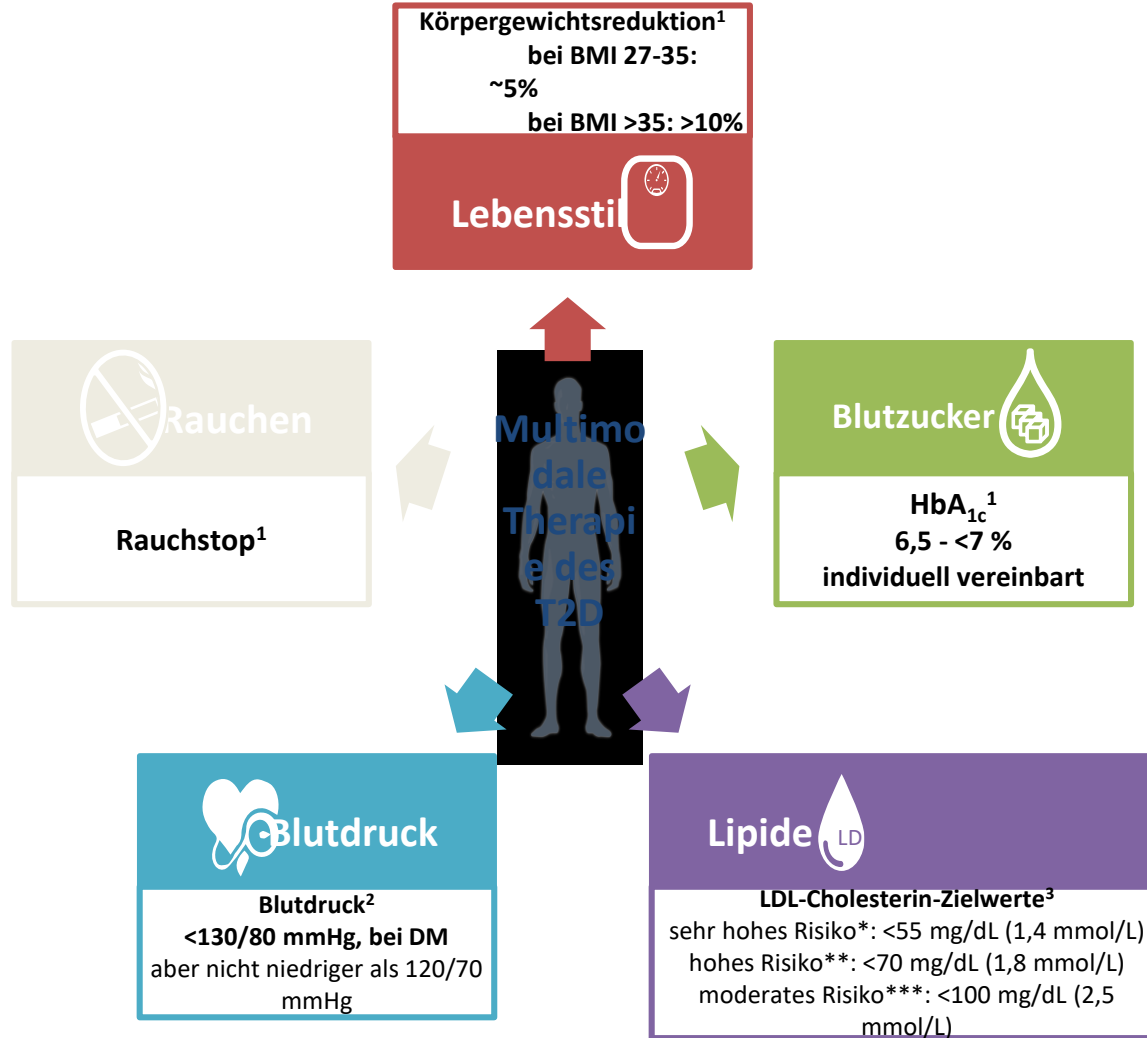 Körpergewichtsreduktion¹
bei BMI 27-35:
~5%
bei BMI >35: >10%
Lebensstil
Rauchen
Rauchstop¹
Multimo
dale
Therapi
e des
T2D
Blutzucker
HbA₁c¹
6,5 - <7 %
individuell vereinbart
Blutdruck
Blutdruck²
<130/80 mmHg, bei DM
aber nicht niedriger als 120/70
mmHg
Lipide
LD
LDL-Cholesterin-Zielwerte³
sehr hohes Risiko*: <55 mg/dL (1,4 mmol/L)
hohes Risiko**: <70 mg/dL (1,8 mmol/L)
moderates Risiko***: <100 mg/dL (2,5
mmol/L)